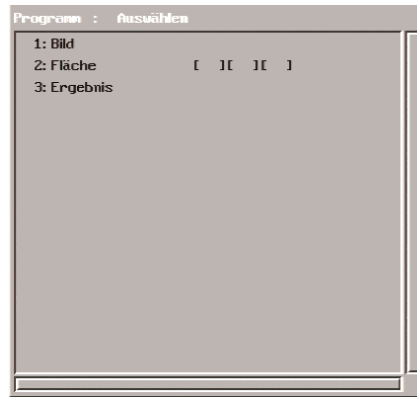 Programm : Auswählen
1: Bild
2: Fläche [ ][ ][ ]
3: Ergebnis